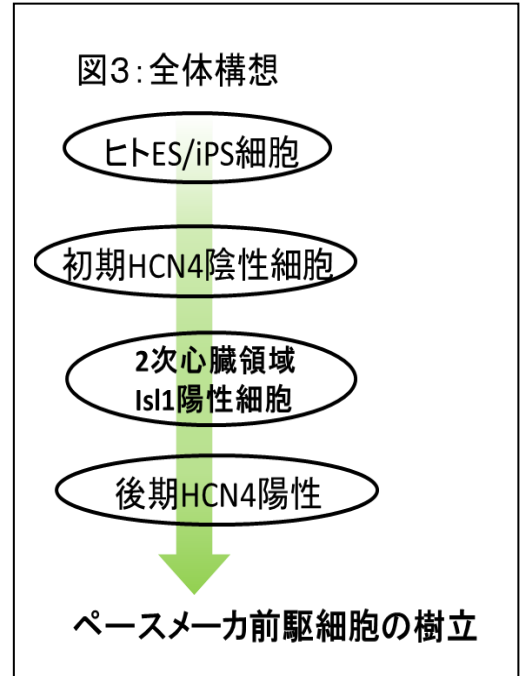 図３：全体構想
ヒトES/iPS細胞
初期HCN4陰性細胞
2次心臓領域
Isl1陽性細胞
後期HCN4陽性
ペースメーカ前駆細胞の樹立